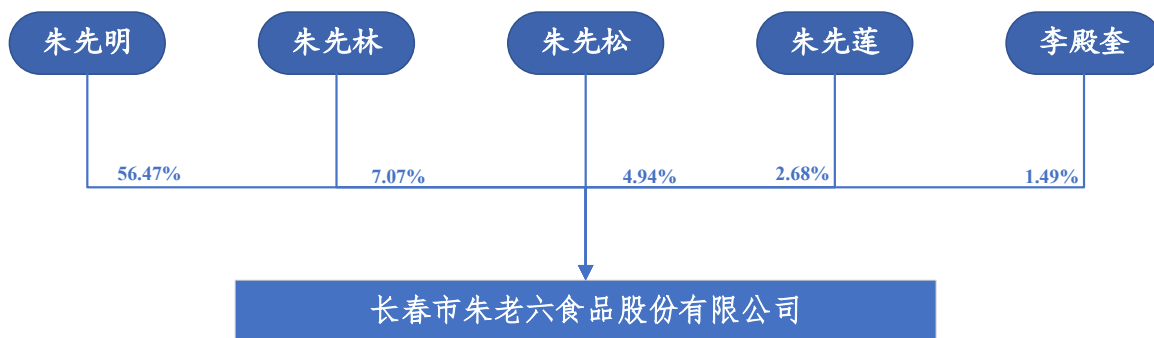 朱先明
朱先林
朱先松
朱先莲
李殿奎
56.47%
7.07%
4.94%
2.68%
1.49%
长春市朱老六食品股份有限公司